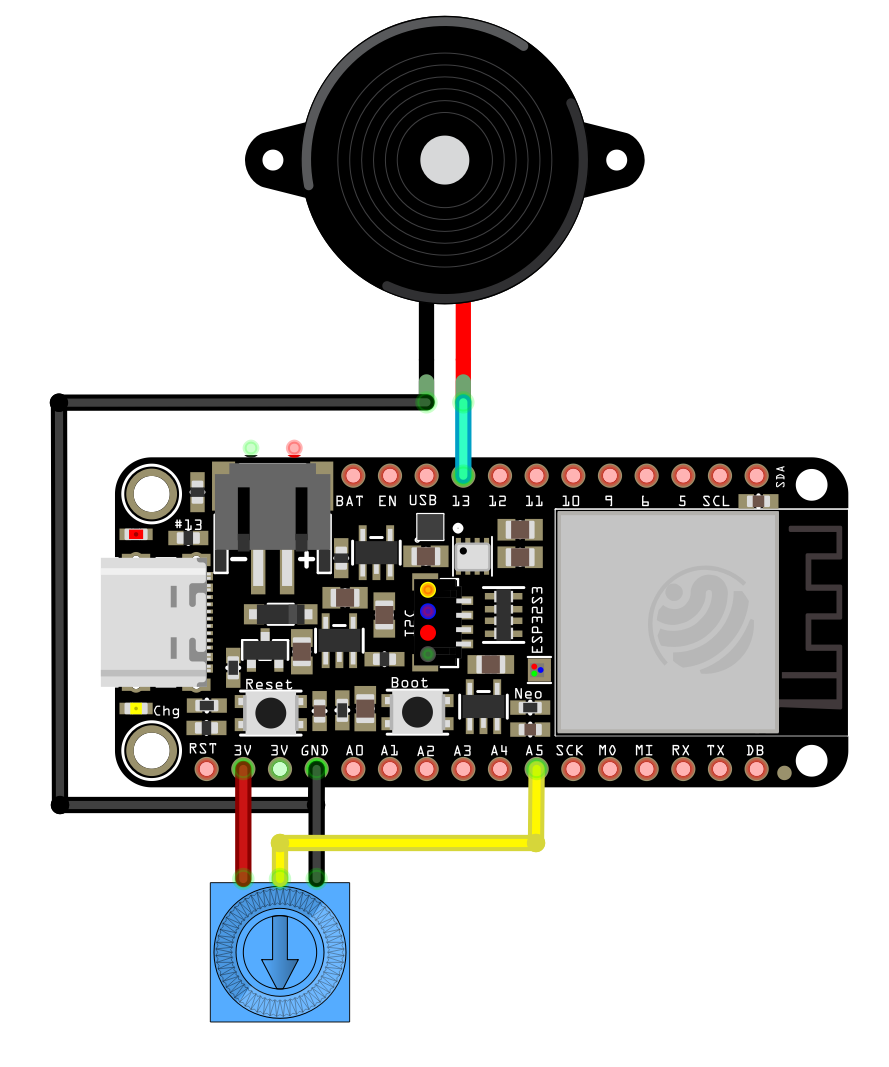 BAT EN USB 13 12 11 10 9 6 5 SCL SDA
#13
- +
I2C
ESP32S3
Reset
Boot
Neo
Chg
RST 3V 3V GND A0 A1 A2 A3 A4 A5 SCK MO MI RX TX DB